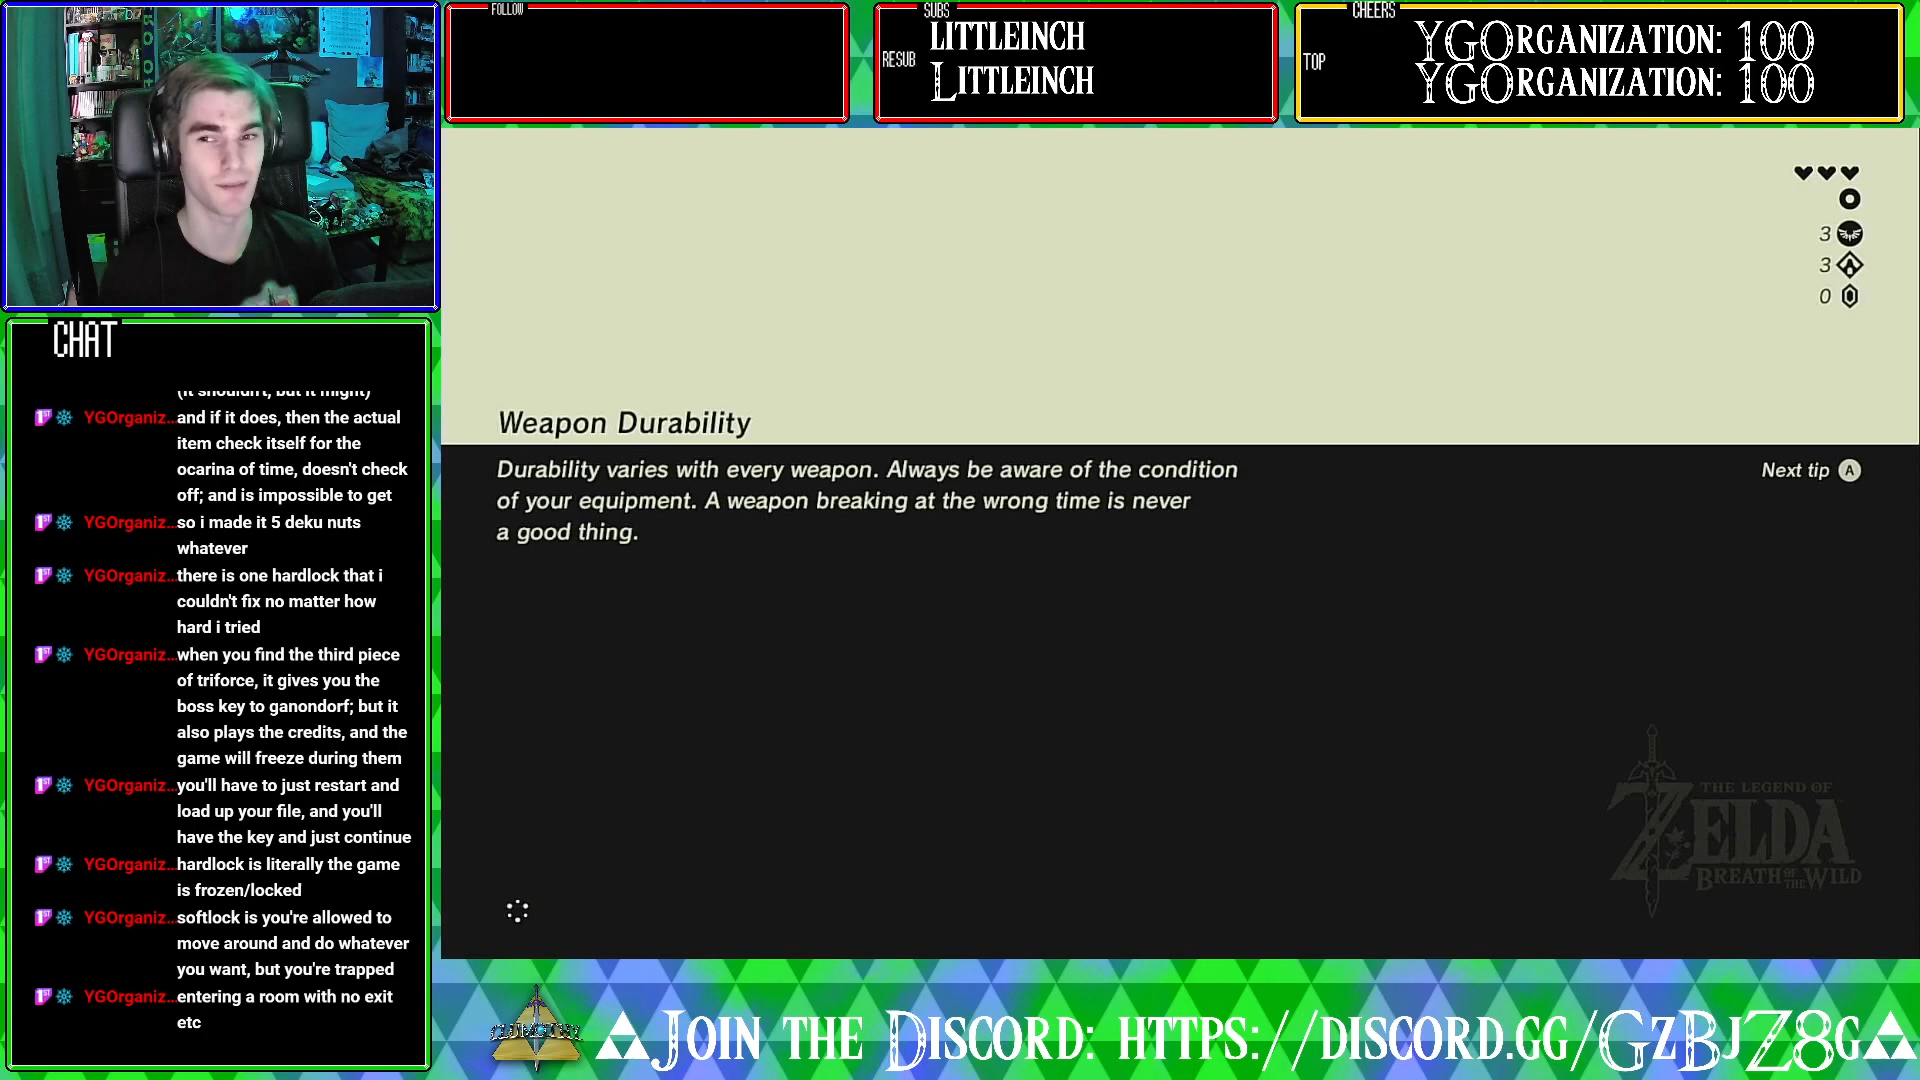 FOLLOW
SUBS
LITTLEINCH
RESUB
LITTLEINCH
CHEERS
TOP
YGORGANIZATION: 100
YGORGANIZATION: 100
CHAT
(it shouldn't, but it might)
YGOrganiz... and if it does, then the actual
item check itself for the
ocarina of time, doesn't check
off; and is impossible to get
YGOrganiz... so i made it 5 deku nuts
whatever
YGOrganiz... there is one hardlock that i
couldn't fix no matter how
hard i tried
YGOrganiz... when you find the third piece
of triforce, it gives you the
boss key to ganondorf; but it
also plays the credits, and the
game will freeze during them
YGOrganiz... you'll have to just restart and
load up your file, and you'll
have the key and just continue
YGOrganiz... hardlock is literally the game
is frozen/locked
YGOrganiz... softlock is you're allowed to
move around and do whatever
you want, but you're trapped
YGOrganiz... entering a room with no exit
etc
3
3
0
Weapon Durability
Durability varies with every weapon. Always be aware of the condition
of your equipment. A weapon breaking at the wrong time is never
a good thing.
Next tip A
THE LEGEND OF
ZELDA
BREATH OF THE WILD
JOIN THE DISCORD: HTTPS://DISCORD.GG/GZBJZ8G